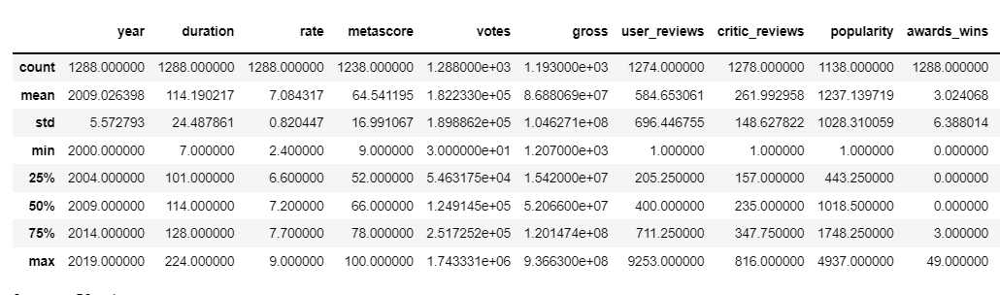 year duration rate metascore votes gross user_reviews critic_reviews popularity awards_wins
count 1288.000000 1288.000000 1288.000000 1238.000000 1.288000e+03 1.193000e+03 1274.000000 1278.000000 1138.000000 1288.000000
mean 2009.026398 114.190217 7.084317 64.541195 1.822330e+05 8.688069e+07 584.653061 261.992958 1237.139719 3.024068
std 5.572793 24.487861 0.820447 16.991067 1.898862e+05 1.046271e+08 696.446755 148.627822 1028.310059 6.388014
min 2000.000000 7.000000 2.400000 9.000000 3.000000e+01 1.207000e+03 1.000000 1.000000 1.000000 0.000000
25% 2004.000000 101.000000 6.600000 52.000000 5.463175e+04 1.542000e+07 205.250000 157.000000 443.250000 0.000000
50% 2009.000000 114.000000 7.200000 66.000000 1.249145e+05 5.206600e+07 400.000000 235.000000 1018.500000 0.000000
75% 2014.000000 128.000000 7.700000 78.000000 2.517252e+05 1.201474e+08 711.250000 347.750000 1748.250000 3.000000
max 2019.000000 224.000000 9.000000 100.000000 1.743331e+06 9.366300e+08 9253.000000 816.000000 4937.000000 49.000000